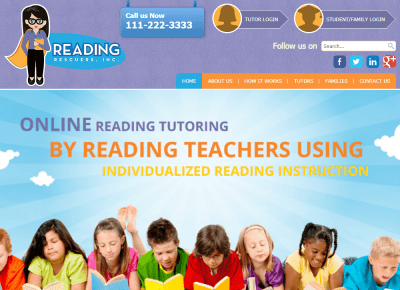 READING
RESCUERS, INC.
Call us Now
111-222-3333
TUTOR LOGIN
STUDENT/FAMILY LOGIN
Follow us on
Search...
HOME
ABOUT US
HOW IT WORKS
TUTORS
FAMILIES
CONTACT US
ONLINE READING TUTORING
BY READING TEACHERS USING
INDIVIDUALIZED READING INSTRUCTION